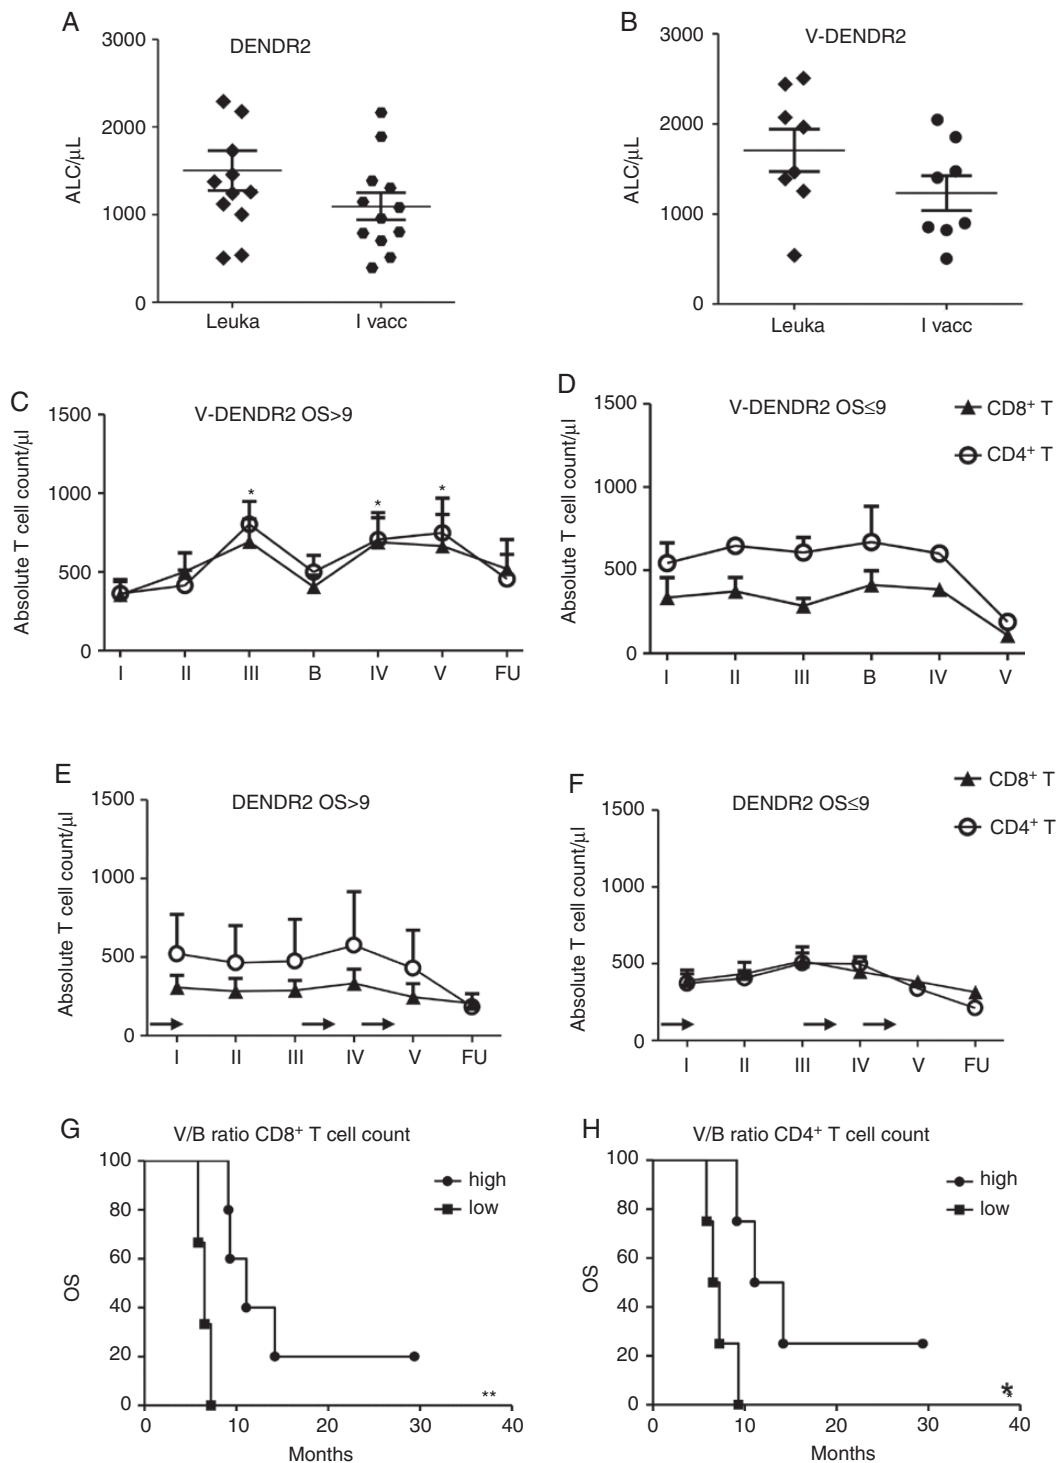 A
DENDR2
ALC/μL
3000
2000
1000
0
Leuka
I vacc
B
V-DENDR2
ALC/μL
3000
2000
1000
0
Leuka
I vacc
C
V-DENDR2 OS>9
Absolute T cell count/μl
1500
1000
500
0
*
*
*
I
II
III
B
IV
V
FU
D
V-DENDR2 OS≤9
CD8⁺ T
CD4⁺ T
Absolute T cell count/μl
1500
1000
500
0
I
II
III
B
IV
V
E
DENDR2 OS>9
Absolute T cell count/μl
1500
1000
500
0
I
II
III
IV
V
FU
F
DENDR2 OS≤9
CD8⁺ T
CD4⁺ T
Absolute T cell count/μl
1500
1000
500
0
I
II
III
IV
V
FU
G
V/B ratio CD8⁺ T cell count
high
low
OS
100
80
60
40
20
0
**
0
10
20
30
40
Months
H
V/B ratio CD4⁺ T cell count
high
low
OS
100
80
60
40
20
0
*
*
0
10
20
30
40
Months